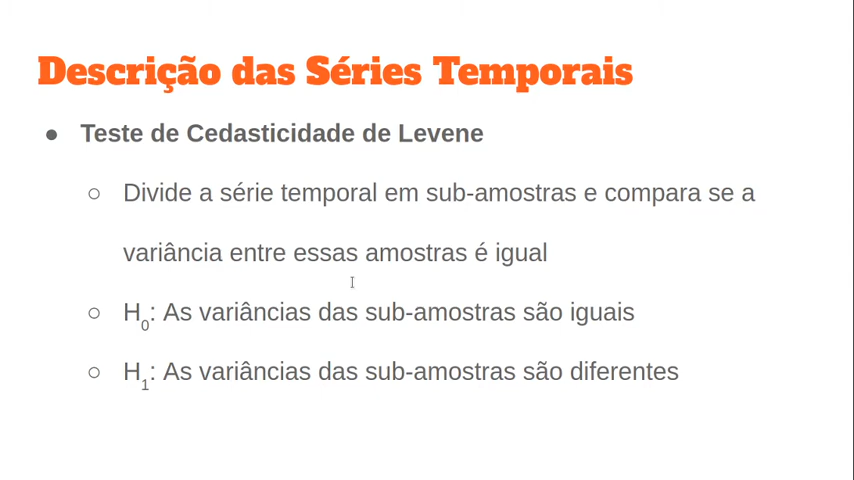 Descrição das Séries Temporais
● Teste de Cedasticidade de Levene
○ Divide a série temporal em sub-amostras e compara se a
variância entre essas amostras é igual
○ H0: As variâncias das sub-amostras são iguais
○ H1: As variâncias das sub-amostras são diferentes